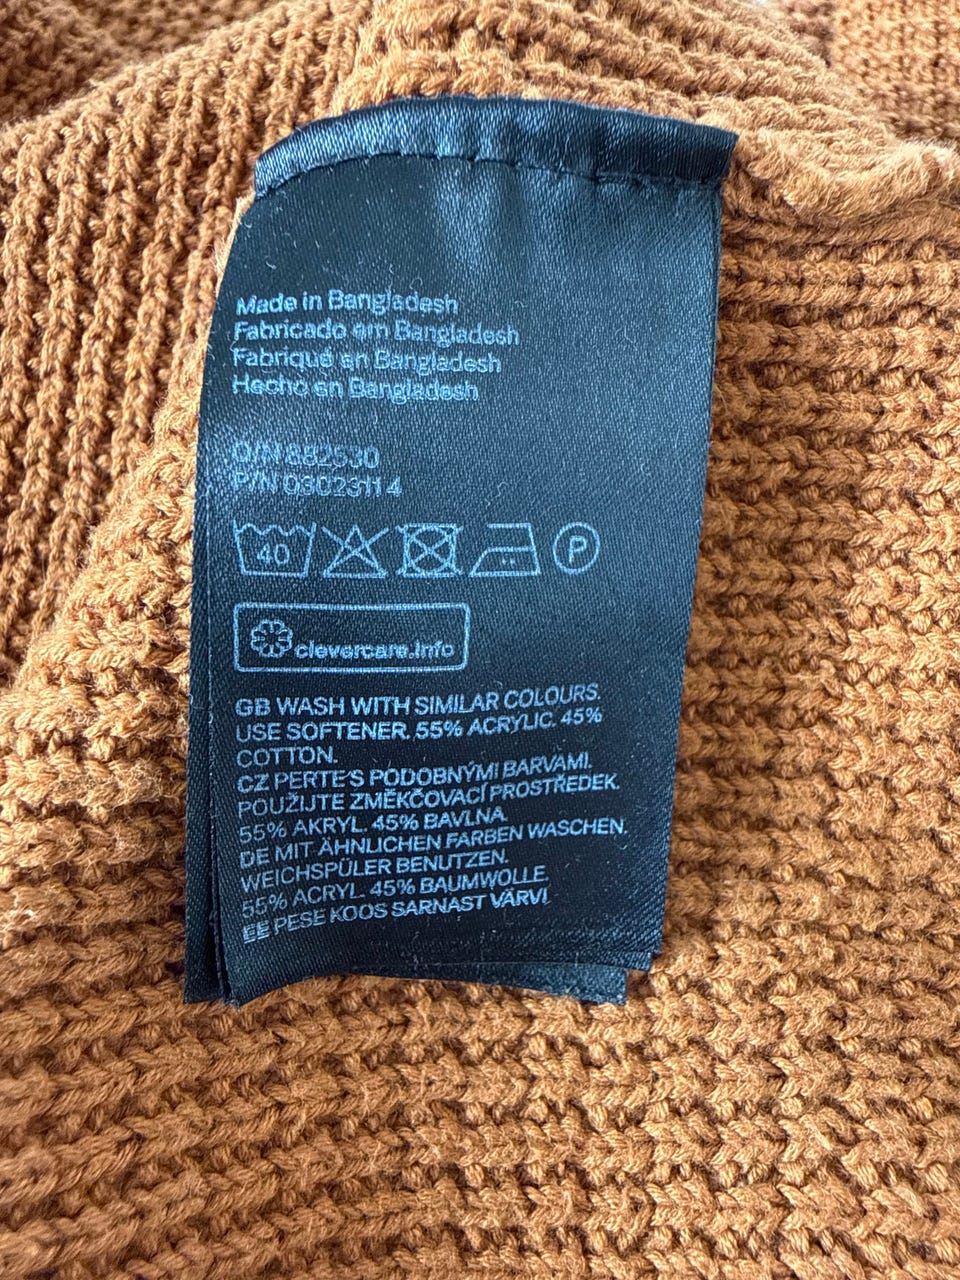 Made in Bangladesh
Fabricado em Bangladesh
Fabriqué en Bangladesh
Hecho en Bangladesh
O/N 882530
P/N 03023114
40
P
clevercare.info
GB WASH WITH SIMILAR COLOURS.
USE SOFTENER. 55% ACRYLIC. 45%
COTTON.
CZ PERTE S PODOBNÝMI BARVAMI.
POUŽIJTE ZMĚKČOVACÍ PROSTŘEDEK.
55% AKRYL. 45% BAVLNA.
DE MIT ÄHNLICHEN FARBEN WASCHEN.
WEICHSPÜLER BENUTZEN.
55% ACRYL. 45% BAUMWOLLE.
EE PESE KOOS SARNAST VÄRVI